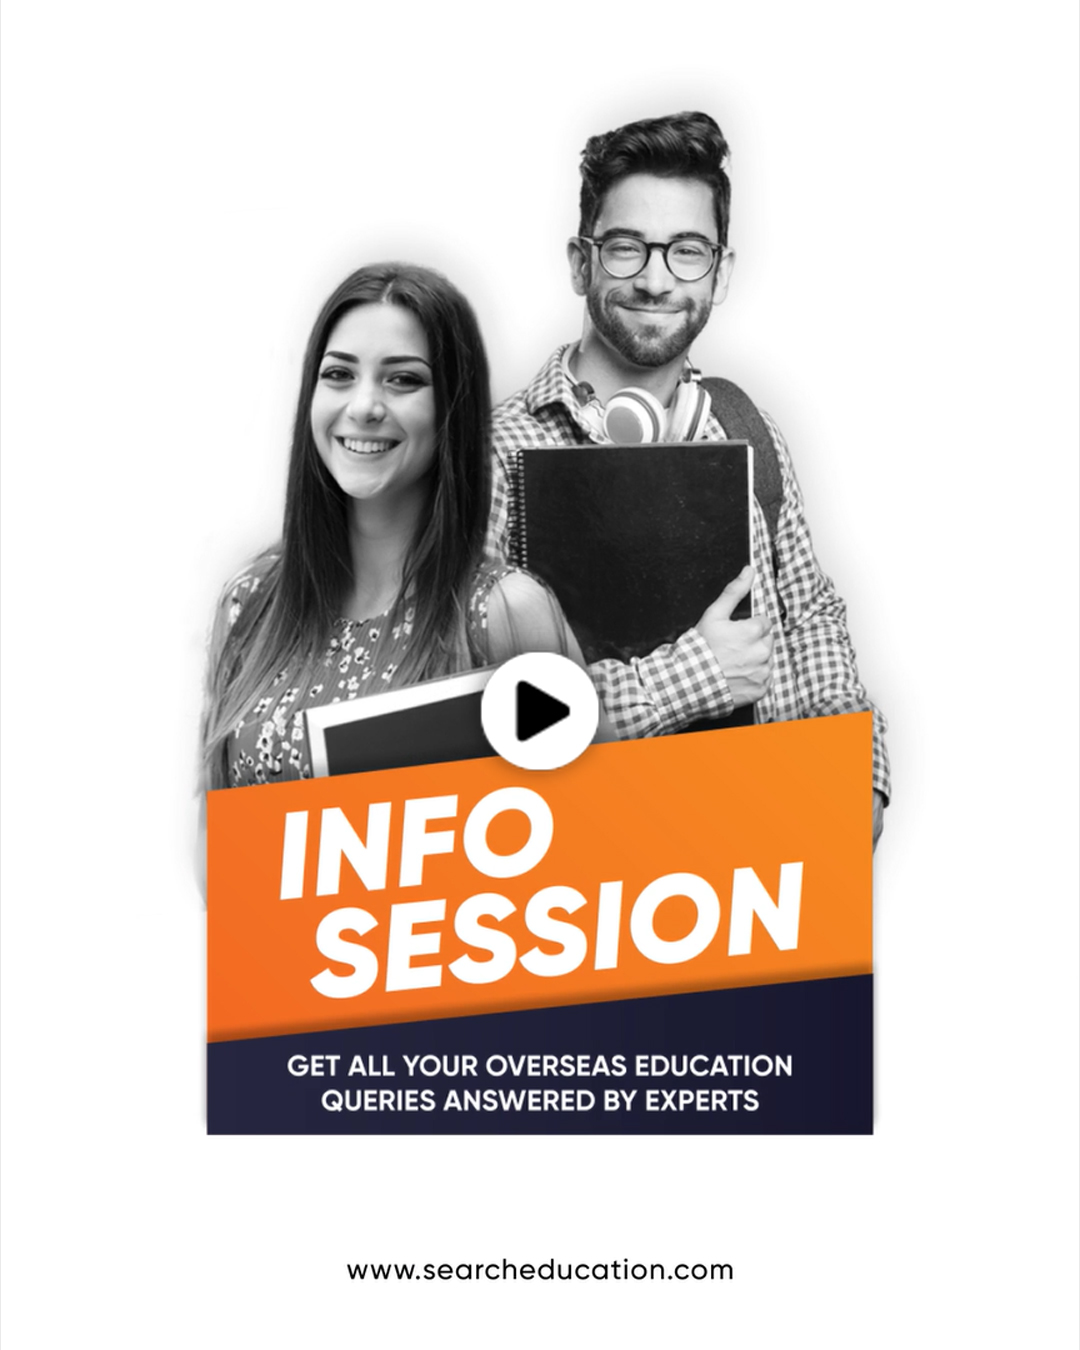 INFO
SESSION
GET ALL YOUR OVERSEAS EDUCATION
QUERIES ANSWERED BY EXPERTS
www.searcheducation.com